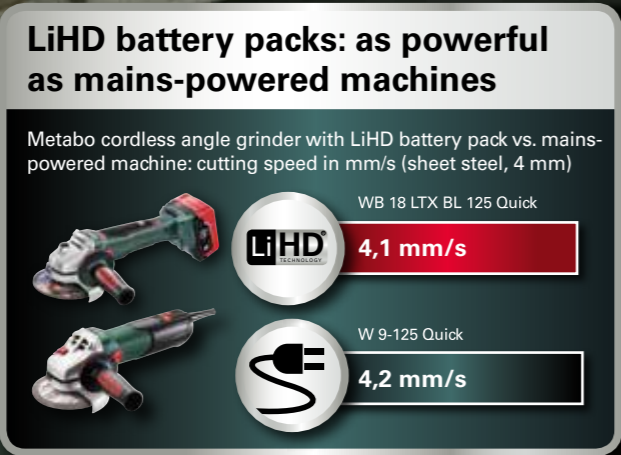 LiHD battery packs: as powerful
as mains-powered machines
Metabo cordless angle grinder with LiHD battery pack vs. mains-
powered machine: cutting speed in mm/s (sheet steel, 4 mm)
WB 18 LTX BL 125 Quick
LiHD®
TECHNOLOGY
4,1 mm/s
W 9-125 Quick
4,2 mm/s